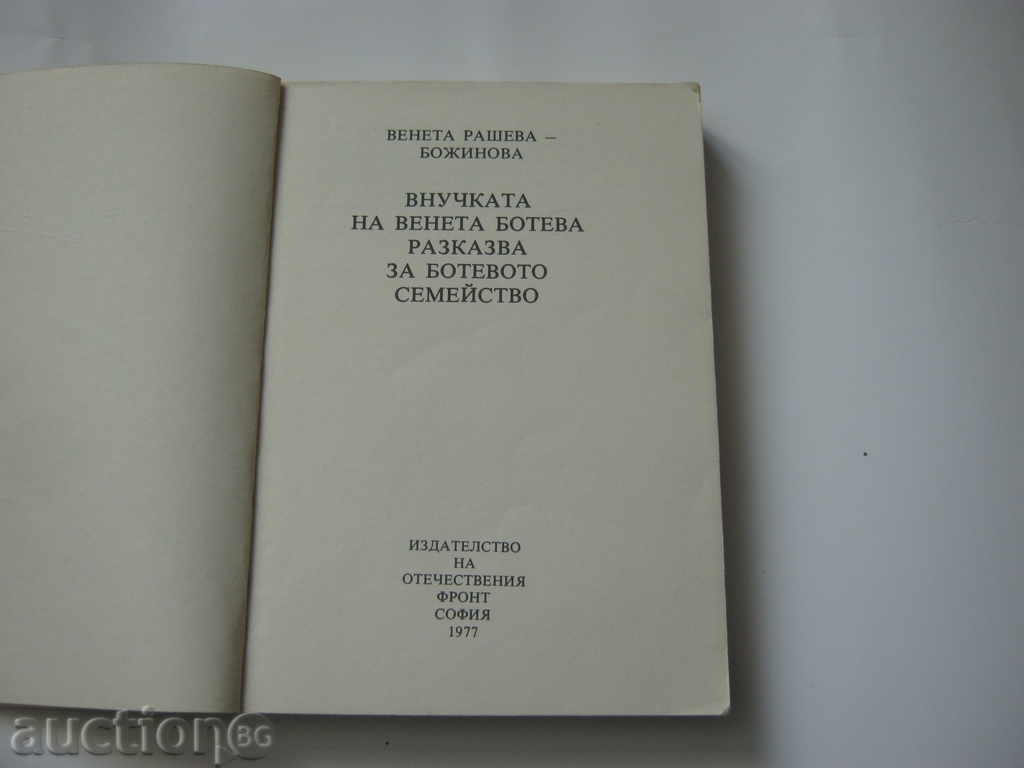 ВЕНЕТА РАШЕВА –
БОЖИНОВА
ВНУЧКАТА
НА ВЕНЕТА БОТЕВА
РАЗКАЗВА
ЗА БОТЕВОТО
СЕМЕЙСТВО
ИЗДАТЕЛСТВО
НА
ОТЕЧЕСТВЕНИЯ
ФРОНТ
СОФИЯ
1977
auction BG